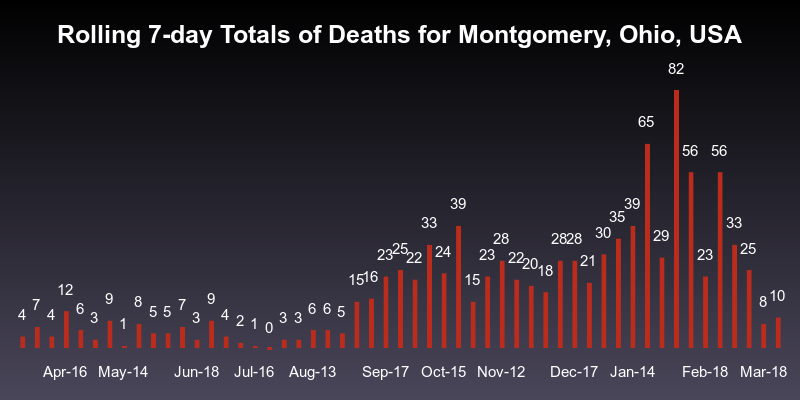 Rolling 7-day Totals of Deaths for Montgomery, Ohio, USA
4 7 4 12 6 3 9 1 8 5 5 7 3 9 4 2 1 0 3 3 6 6 5 15 16 23 25 22 33 24 39 15 23 28 22 20 18 28 28 21 30 35 39 65 29 82 56 23 56 33 25 8 10
Apr-16 May-14 Jun-18 Jul-16 Aug-13 Sep-17 Oct-15 Nov-12 Dec-17 Jan-14 Feb-18 Mar-18